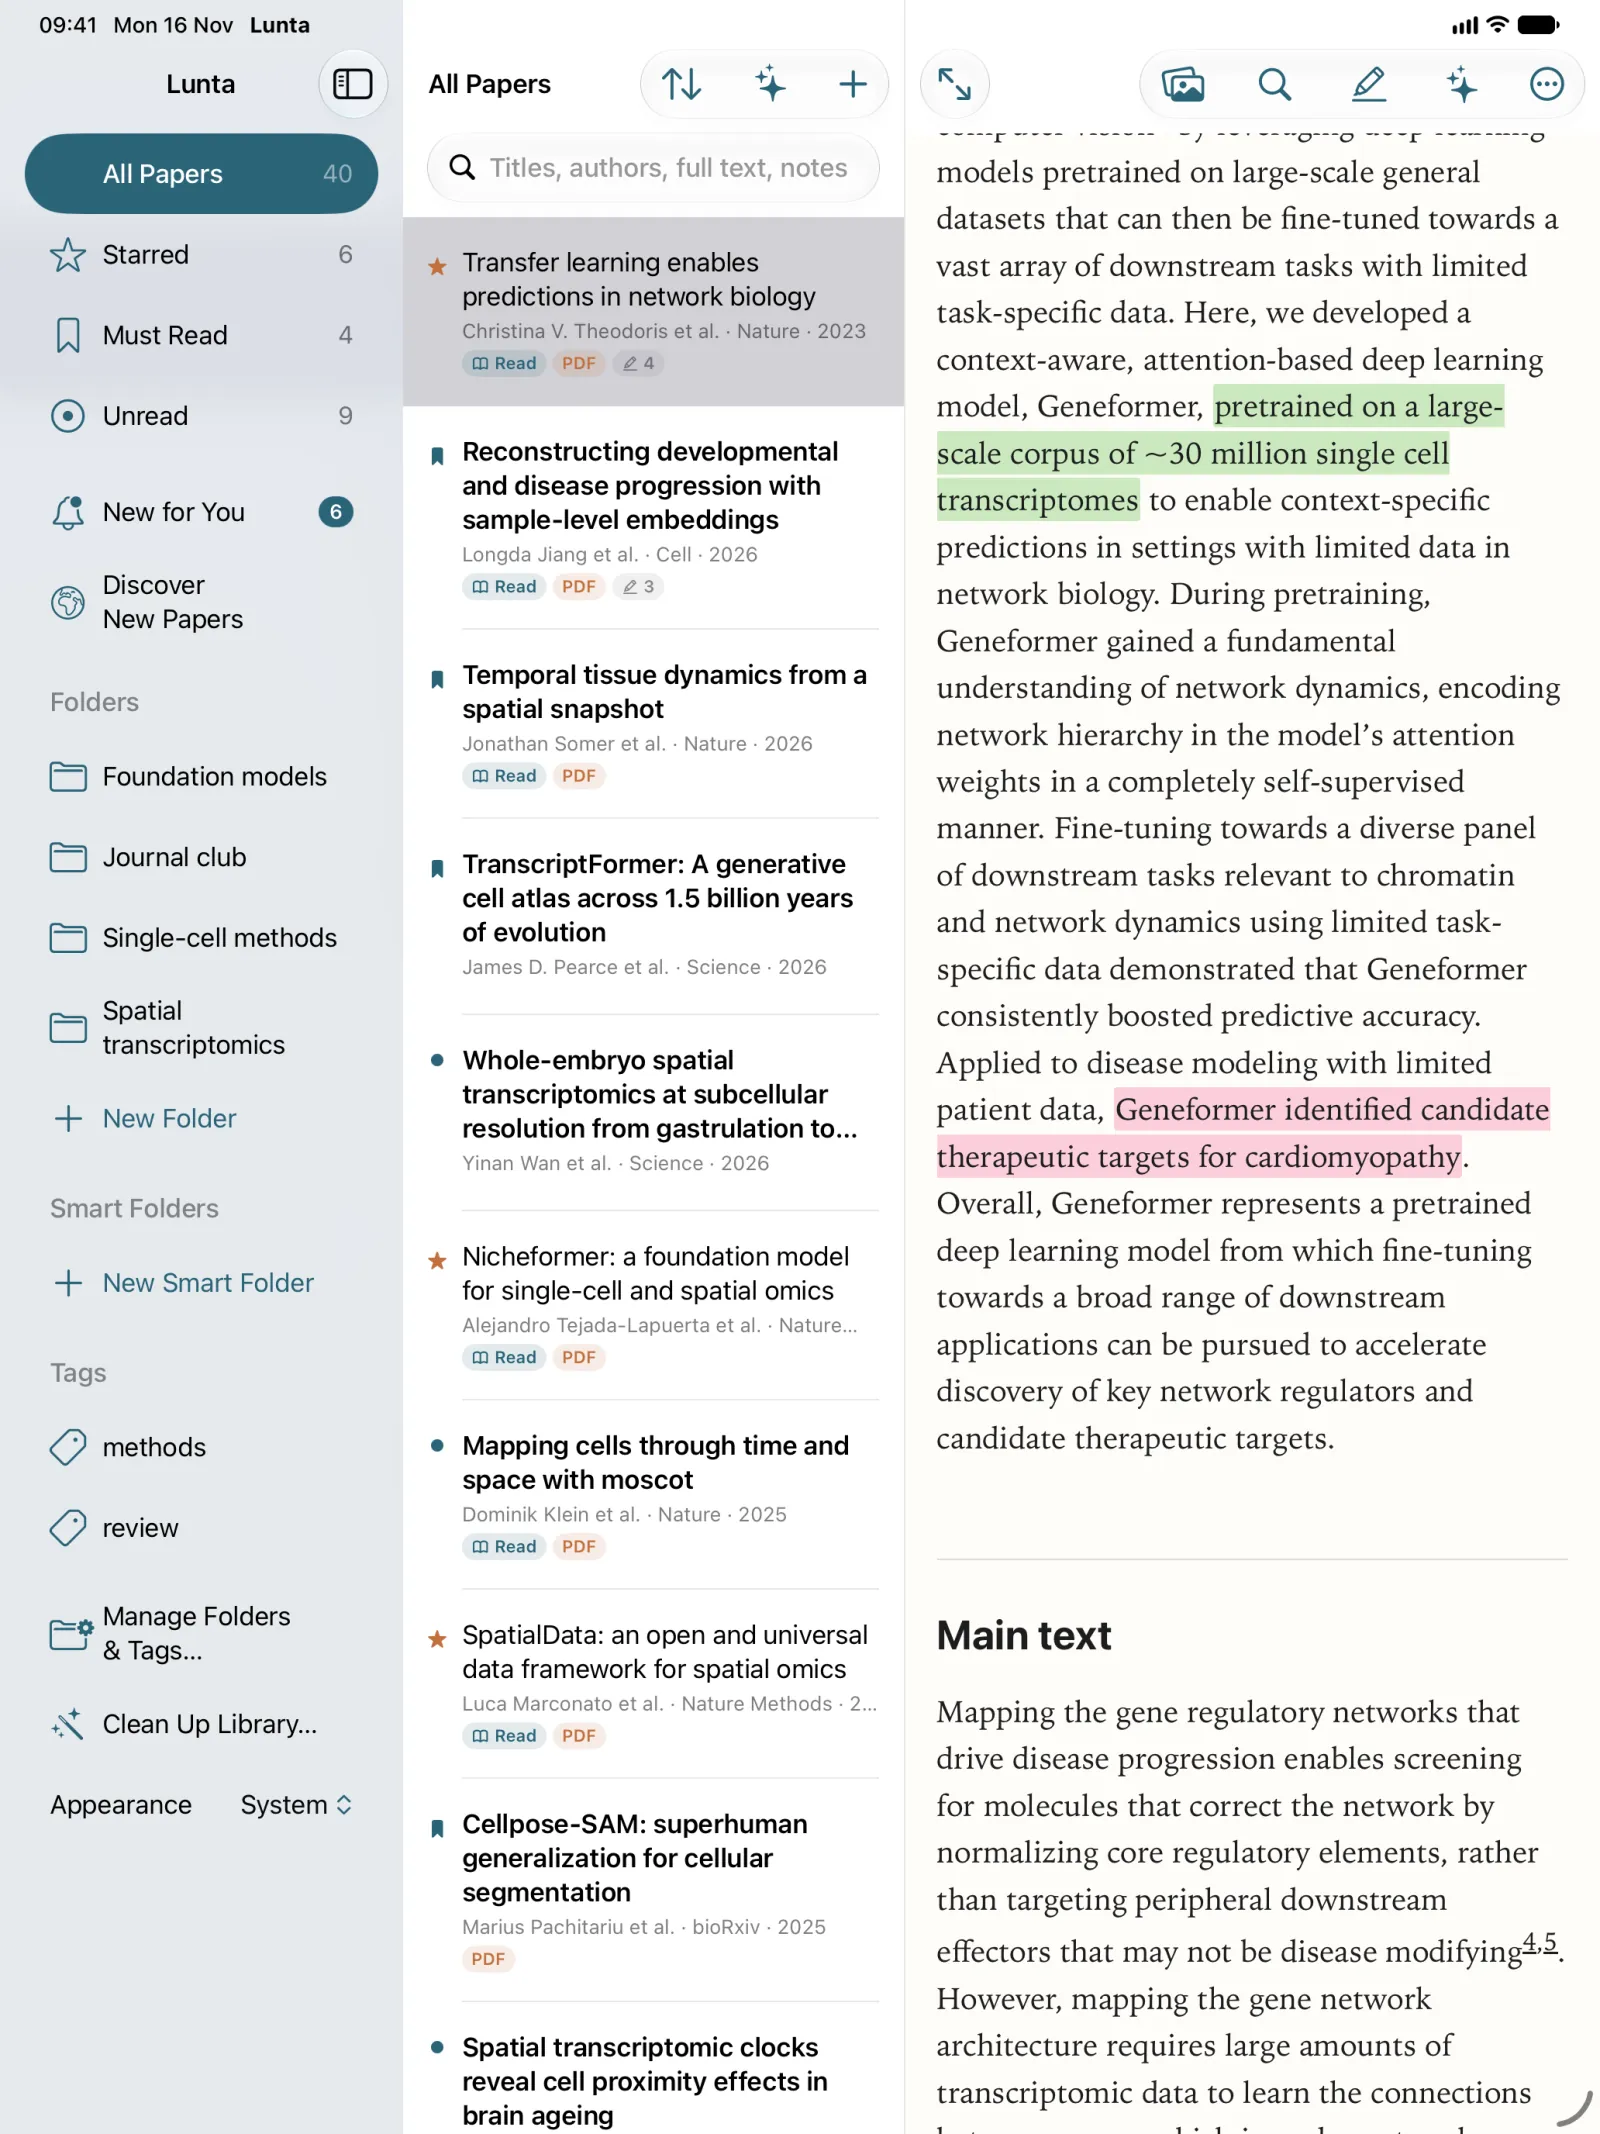 09:41 Mon 16 Nov Lunta
Lunta
All Papers 40
Starred 6
Must Read 4
Unread 9
New for You 6
Discover
New Papers
Folders
Foundation models
Journal club
Single-cell methods
Spatial
transcriptomics
New Folder
Smart Folders
New Smart Folder
Tags
methods
review
Manage Folders
& Tags...
Clean Up Library...
Appearance System
All Papers
Titles, authors, full text, notes
Transfer learning enables
predictions in network biology
Christina V. Theodoris et al. · Nature · 2023
Read PDF 4
Reconstructing developmental
and disease progression with
sample-level embeddings
Longda Jiang et al. · Cell · 2026
Read PDF 3
Temporal tissue dynamics from a
spatial snapshot
Jonathan Somer et al. · Nature · 2026
Read PDF
TranscriptFormer: A generative
cell atlas across 1.5 billion years
of evolution
James D. Pearce et al. · Science · 2026
Whole-embryo spatial
transcriptomics at subcellular
resolution from gastrulation to...
Yinan Wan et al. · Science · 2026
Nicheformer: a foundation model
for single-cell and spatial omics
Alejandro Tejada-Lapuerta et al. · Nature...
Read PDF
Mapping cells through time and
space with moscot
Dominik Klein et al. · Nature · 2025
Read PDF
SpatialData: an open and universal
data framework for spatial omics
Luca Marconato et al. · Nature Methods · 2...
Read PDF
Cellpose-SAM: superhuman
generalization for cellular
segmentation
Marius Pachitariu et al. · bioRxiv · 2025
PDF
Spatial transcriptomic clocks
reveal cell proximity effects in
brain ageing
computer vision by leveraging deep learning
models pretrained on large-scale general
datasets that can then be fine-tuned towards a
vast array of downstream tasks with limited
task-specific data. Here, we developed a
context-aware, attention-based deep learning
model, Geneformer, pretrained on a large-
scale corpus of ~30 million single cell
transcriptomes to enable context-specific
predictions in settings with limited data in
network biology. During pretraining,
Geneformer gained a fundamental
understanding of network dynamics, encoding
network hierarchy in the model’s attention
weights in a completely self-supervised
manner. Fine-tuning towards a diverse panel
of downstream tasks relevant to chromatin
and network dynamics using limited task-
specific data demonstrated that Geneformer
consistently boosted predictive accuracy.
Applied to disease modeling with limited
patient data, Geneformer identified candidate
therapeutic targets for cardiomyopathy.
Overall, Geneformer represents a pretrained
deep learning model from which fine-tuning
towards a broad range of downstream
applications can be pursued to accelerate
discovery of key network regulators and
candidate therapeutic targets.
Main text
Mapping the gene regulatory networks that
drive disease progression enables screening
for molecules that correct the network by
normalizing core regulatory elements, rather
than targeting peripheral downstream
effectors that may not be disease modifying4,5.
However, mapping the gene network
architecture requires large amounts of
transcriptomic data to learn the connections